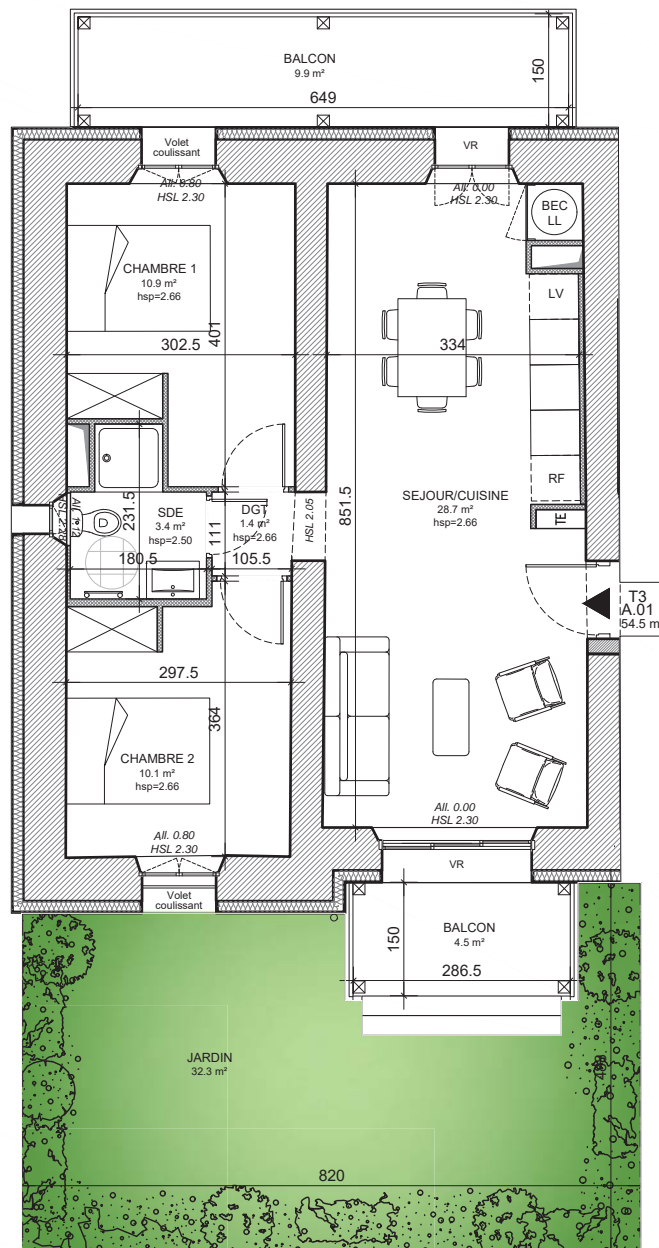 BALCON
9.9 m²
150
649
Volet
coulissant
VR
All. 0.80
HSL 2.30
All. 0.00
HSL 2.30
BEC
LL
CHAMBRE 1
10.9 m²
hsp=2.66
401
302.5
334
LV
RF
SEJOUR/CUISINE
28.7 m²
hsp=2.66
851.5
HSL 2.05
TE
SDE
3.4 m²
hsp=2.50
231.5
180.5
DGT
1.4 m²
hsp=2.66
111
105.5
T3
A.01
54.5 m
297.5
364
CHAMBRE 2
10.1 m²
hsp=2.66
All. 0.80
HSL 2.30
All. 0.00
HSL 2.30
Volet
coulissant
VR
BALCON
4.5 m²
150
286.5
JARDIN
32.3 m²
820